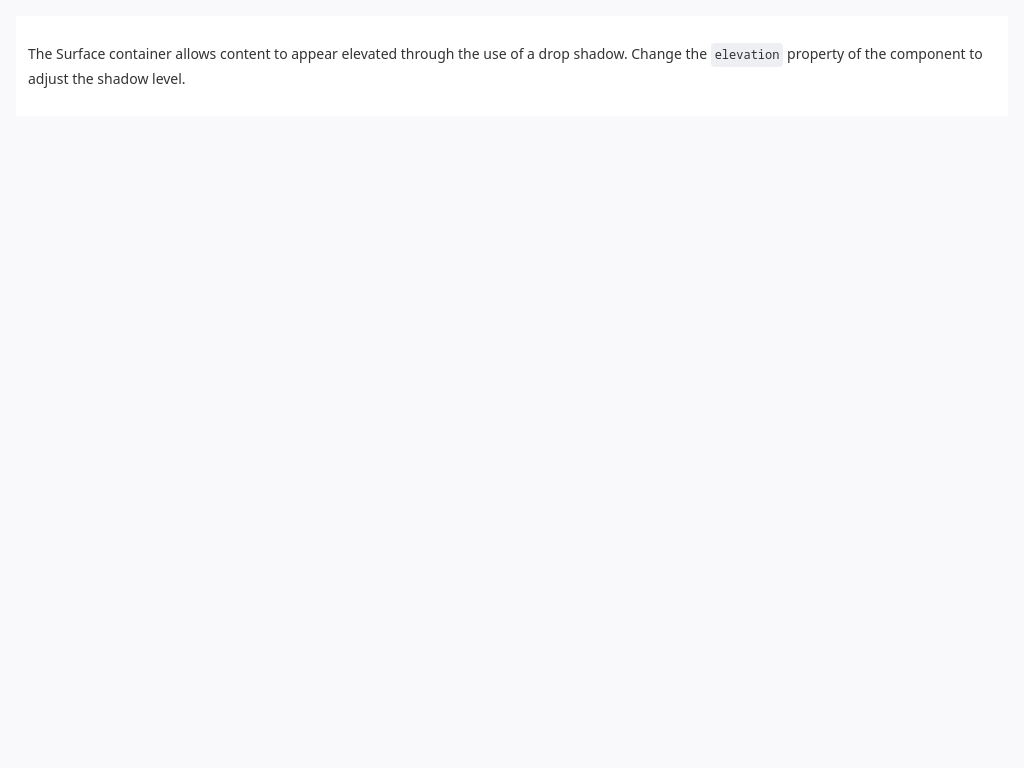 The Surface container allows content to appear elevated through the use of a drop shadow. Change the elevation property of the component to
adjust the shadow level.